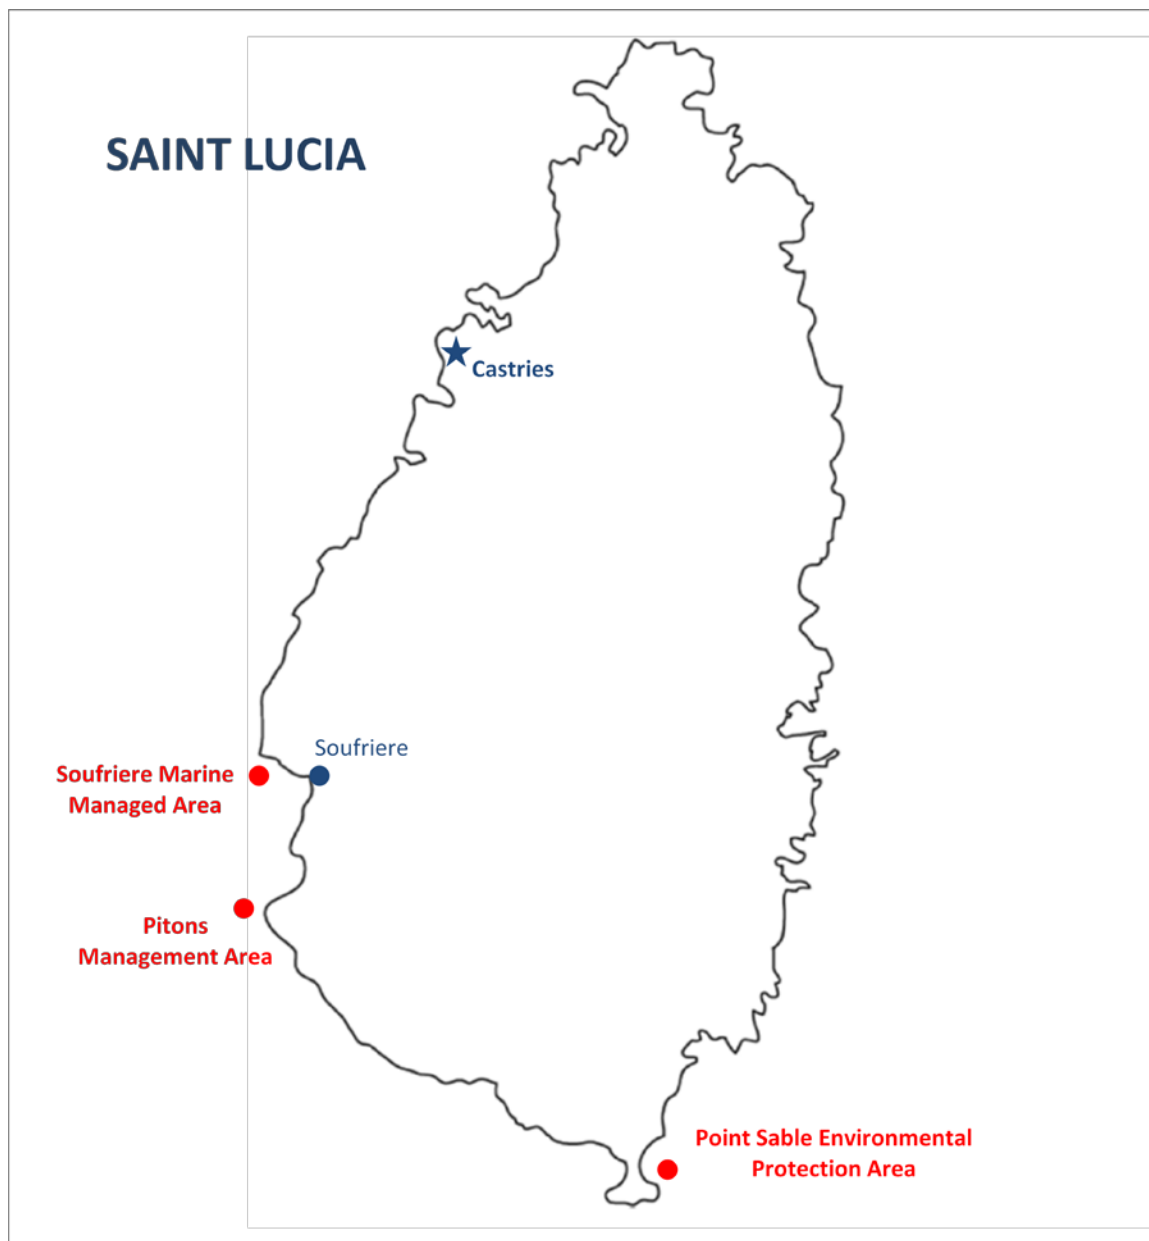 SAINT LUCIA
Castries
Soufriere
Soufriere Marine
Managed Area
Pitons
Management Area
Point Sable Environmental
Protection Area